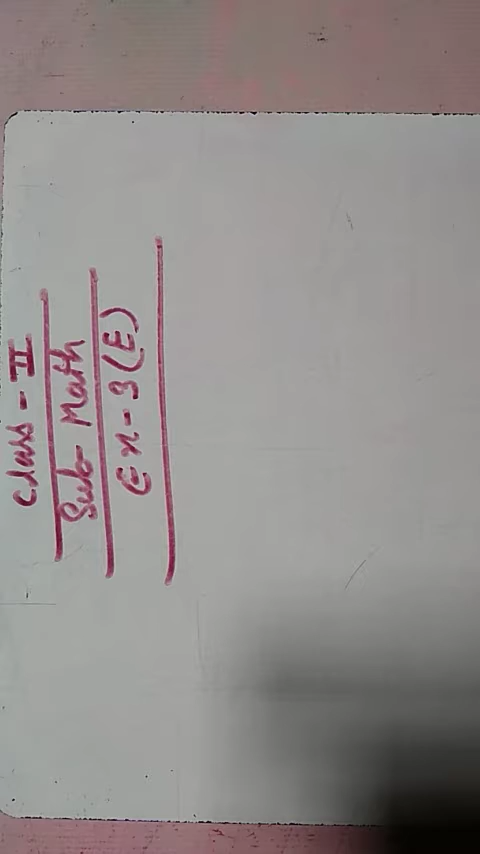 Class - II
Sub- Math
Ex - 3 (E)